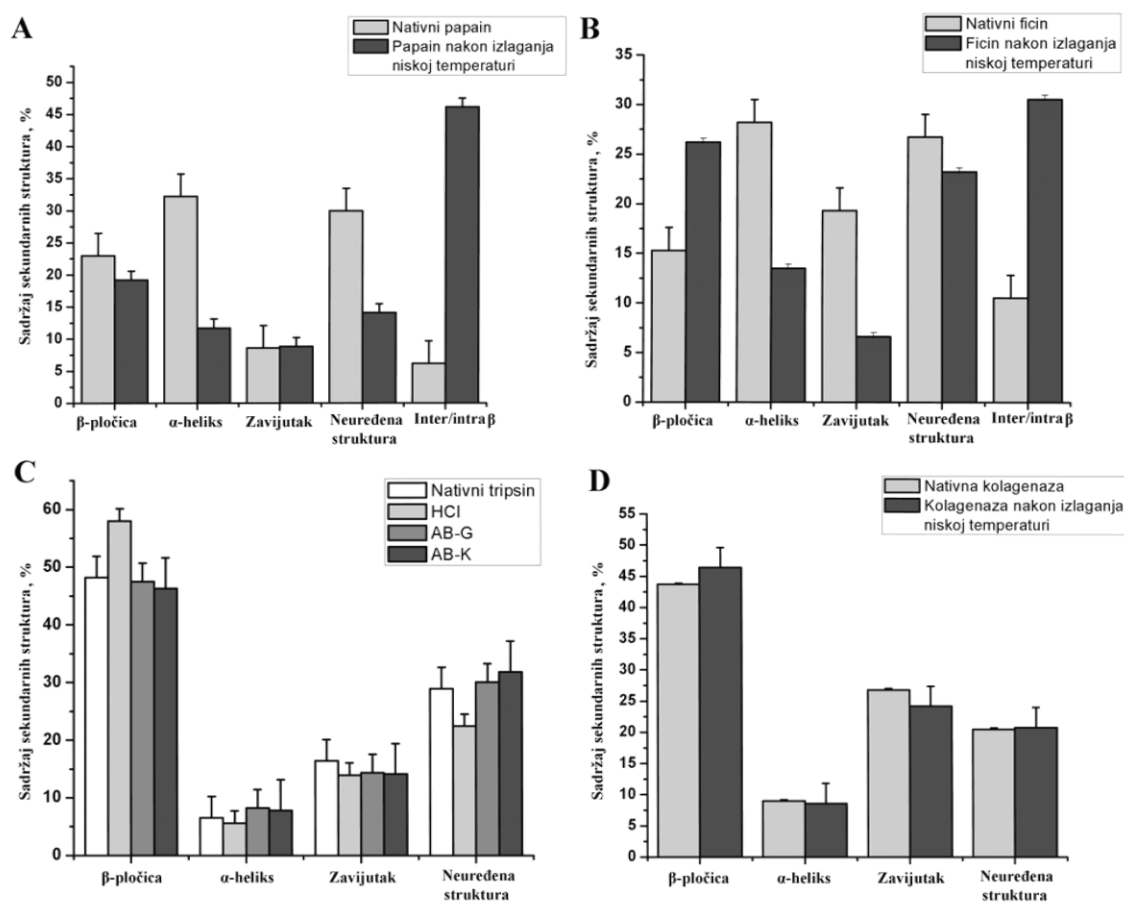 A
Nativni papain
Papain nakon izlaganja
niskoj temperaturi
Sadržaj sekundarnih struktura, %
50
45
40
35
30
25
20
15
10
5
0
β-pločica
α-heliks
Zavijutak
Neuređena
struktura
Inter/intra β
B
Nativni ficin
Ficin nakon izlaganja
niskoj temperaturi
Sadržaj sekundarnih struktura, %
35
30
25
20
15
10
5
0
β-pločica
α-heliks
Zavijutak
Neuređena
struktura
Inter/intra β
C
Nativni tripsin
HCl
AB-G
AB-K
Sadržaj sekundarnih struktura, %
60
50
40
30
20
10
0
β-pločica
α-heliks
Zavijutak
Neuređena
struktura
D
Nativna kolagenaza
Kolagenaza nakon izlaganja
niskoj temperaturi
Sadržaj sekundarnih struktura, %
55
50
45
40
35
30
25
20
15
10
5
0
β-pločica
α-heliks
Zavijutak
Neuređena
struktura